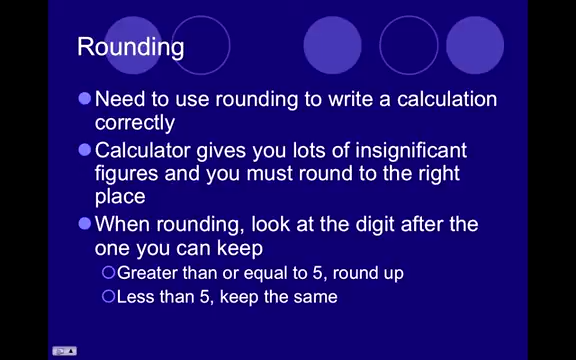 Rounding
Need to use rounding to write a calculation
correctly
Calculator gives you lots of insignificant
figures and you must round to the right
place
When rounding, look at the digit after the
one you can keep
Greater than or equal to 5, round up
Less than 5, keep the same